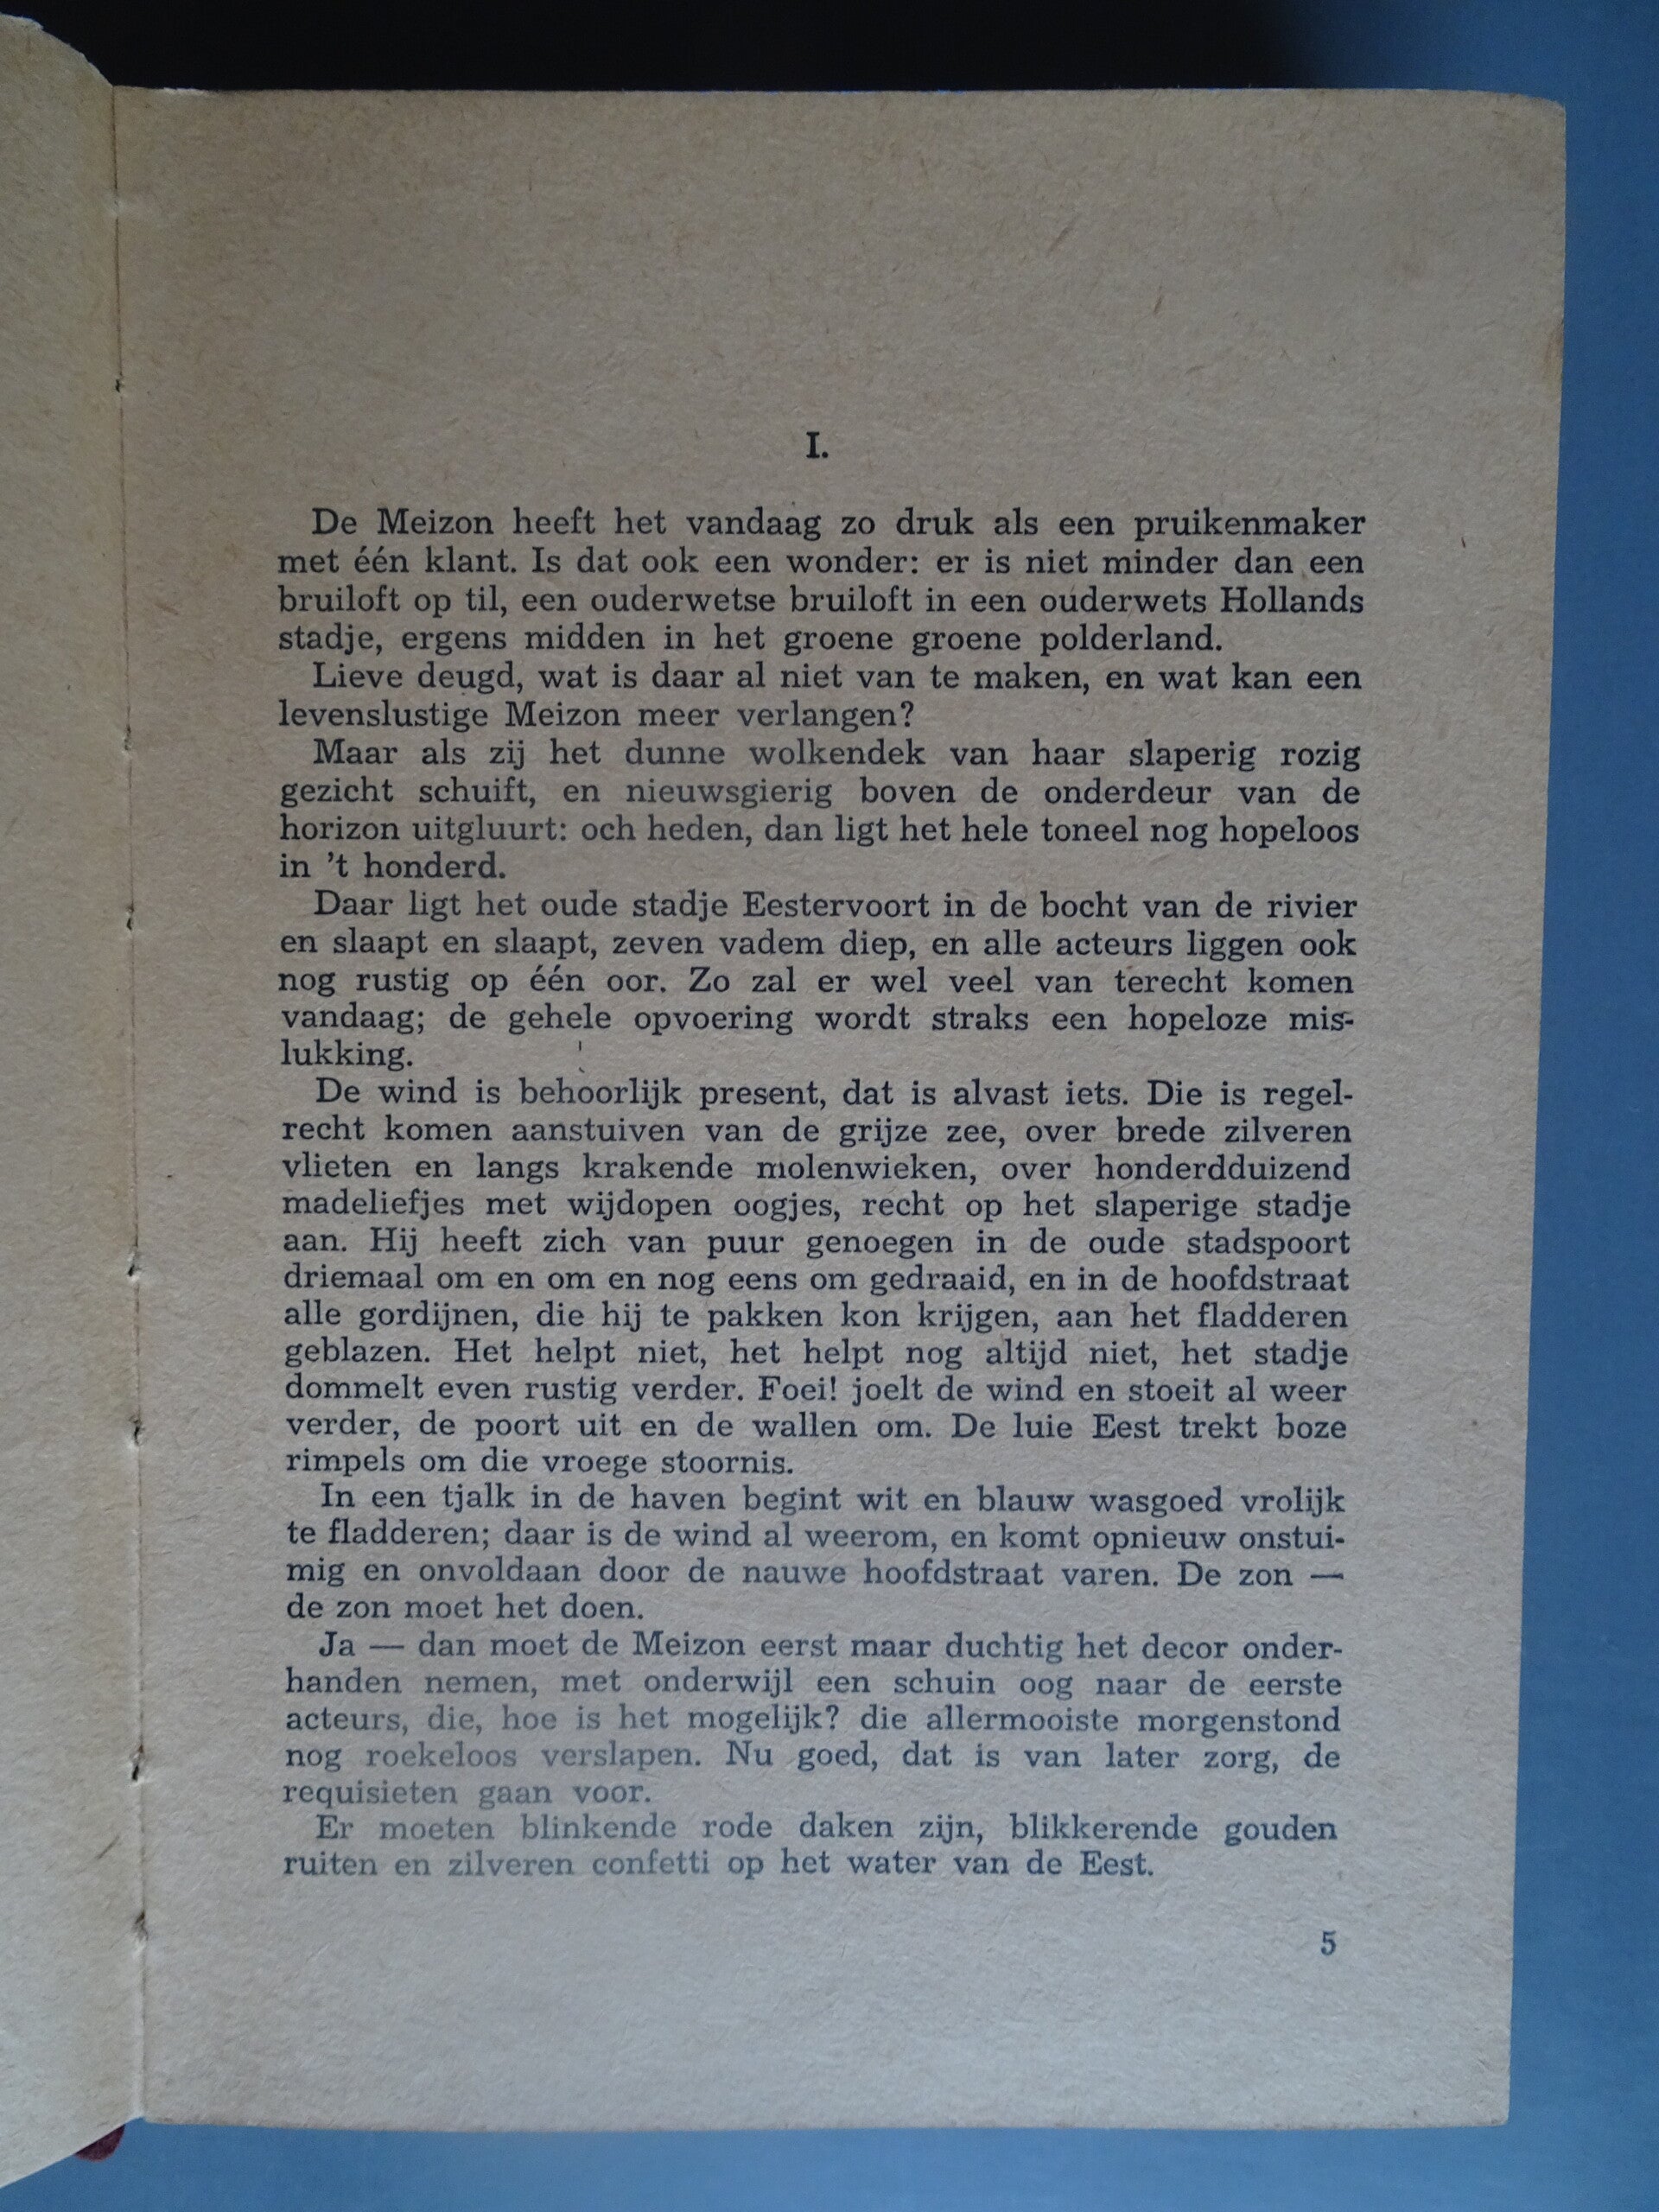 I.
De Meizon heeft het vandaag zo druk als een pruikenmaker
met één klant. Is dat ook een wonder: er is niet minder dan een
bruiloft op til, een ouderwetse bruiloft in een ouderwets Hollands
stadje, ergens midden in het groene groene polderland.
Lieve deugd, wat is daar al niet van te maken, en wat kan een
levenslustige Meizon meer verlangen?
Maar als zij het dunne wolkendek van haar slaperig rozig
gezicht schuift, en nieuwsgierig boven de onderdeur van de
horizon uitgluurt: och heden, dan ligt het hele toneel nog hopeloos
in 't honderd.
Daar ligt het oude stadje Eestervoort in de bocht van de rivier
en slaapt en slaapt, zeven vadem diep, en alle acteurs liggen ook
nog rustig op één oor. Zo zal er wel veel van terecht komen
vandaag; de gehele opvoering wordt straks een hopeloze mis-
lukking.
De wind is behoorlijk present, dat is alvast iets. Die is regel-
recht komen aanstuiven van de grijze zee, over brede zilveren
vlieten en langs krakende molenwieken, over honderdduizend
madeliefjes met wijdopen oogjes, recht op het slaperige stadje
aan. Hij heeft zich van puur genoegen in de oude stadspoort
driemaal om en om en nog eens om gedraaid, en in de hoofdstraat
alle gordijnen, die hij te pakken kon krijgen, aan het fladderen
geblazen. Het helpt niet, het helpt nog altijd niet, het stadje
dommelt even rustig verder. Foei! joelt de wind en stoeit al weer
verder, de poort uit en de wallen om. De luie Eest trekt boze
rimpels om die vroege stoornis.
In een tjalk in de haven begint wit en blauw wasgoed vrolijk
te fladderen; daar is de wind al weerom, en komt opnieuw onstui-
mig en onvoldaan door de nauwe hoofdstraat varen. De zon —
de zon moet het doen.
Ja — dan moet de Meizon eerst maar duchtig het decor onder-
handen nemen, met onderwijl een schuin oog naar de eerste
acteurs, die, hoe is het mogelijk? die allermooiste morgenstond
nog roekeloos verslapen. Nu goed, dat is van later zorg, de
requisieten gaan voor.
Er moeten blinkende rode daken zijn, blikkerende gouden
ruiten en zilveren confetti op het water van de Eest.
5